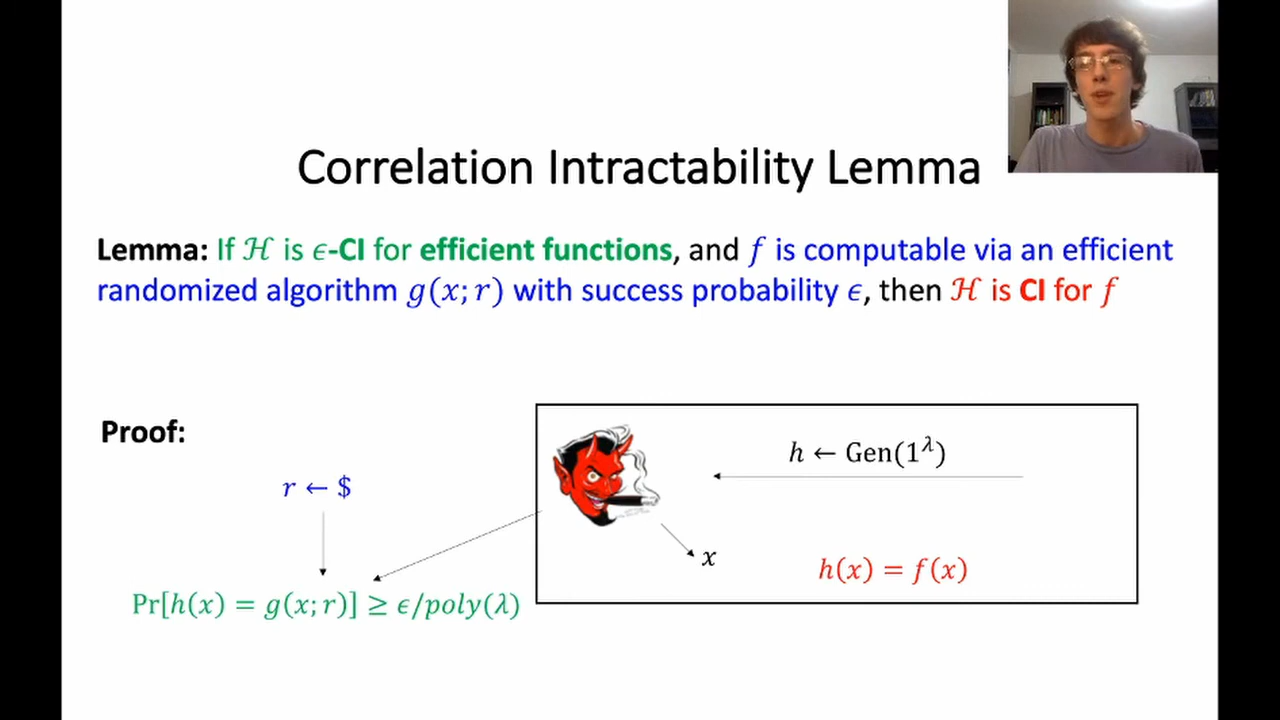 Correlation Intractability Lemma
Lemma: If ℋ is ϵ-CI for efficient functions, and f is computable via an efficient
randomized algorithm g(x; r) with success probability ϵ, then ℋ is CI for f
Proof:
h ← Gen(1^λ)
r ← $
x
h(x) = f(x)
Pr[h(x) = g(x; r)] ≥ ϵ/poly(λ)